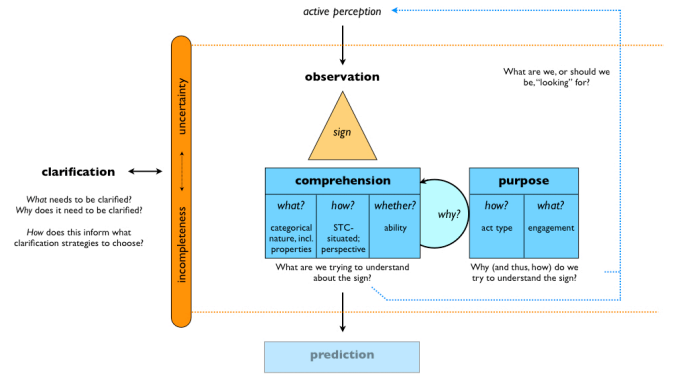 active perception
observation
What are we, or should we
be, "looking" for?
uncertainty
incompleteness
sign
clarification
What needs to be clarified?
Why does it need to be clarified?
How does this inform what
clarification strategies to choose?
comprehension
what?
categorical
nature, incl.
properties
how?
STC-
situated;
perspective
whether?
ability
why?
purpose
how?
act type
what?
engagement
What are we trying to understand
about the sign?
Why (and thus, how) do we
try to understand the sign?
prediction